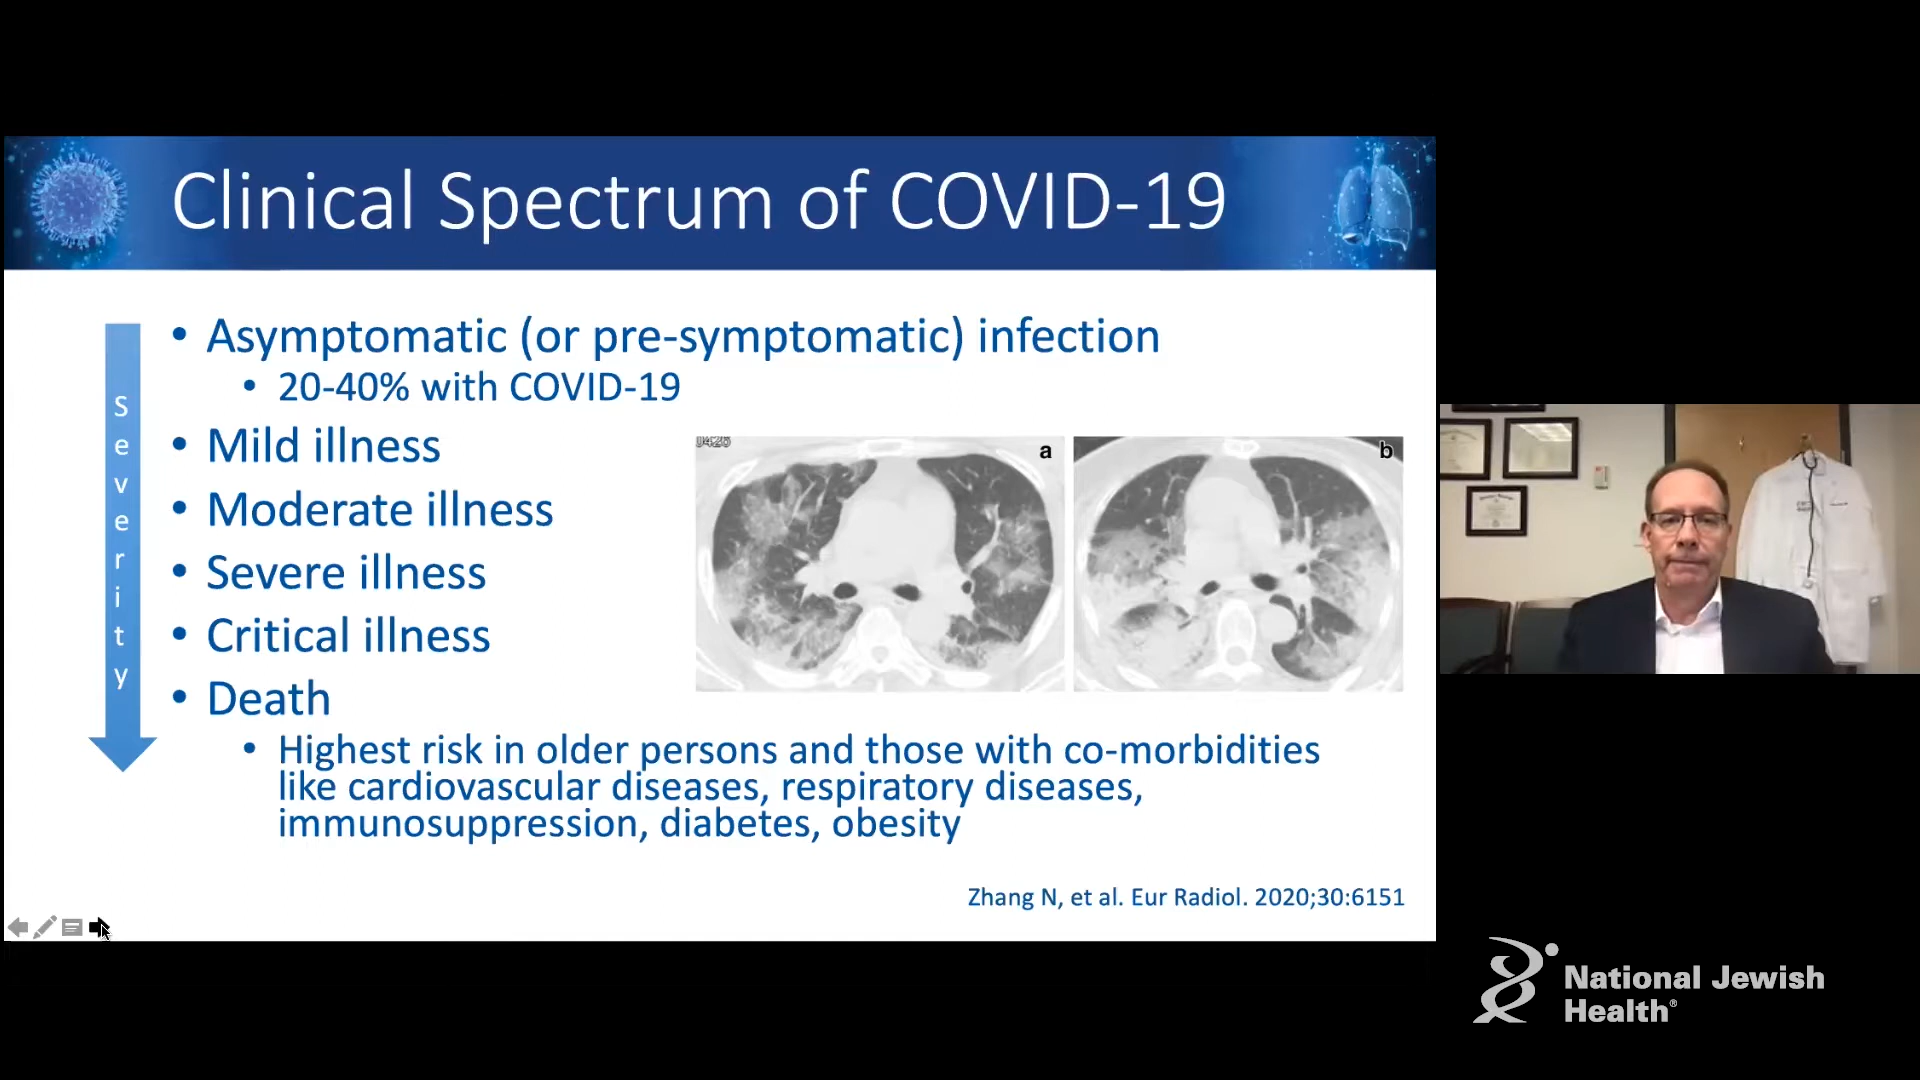 Clinical Spectrum of COVID-19
Severity
• Asymptomatic (or pre-symptomatic) infection
• 20-40% with COVID-19
• Mild illness
• Moderate illness
• Severe illness
• Critical illness
• Death
• Highest risk in older persons and those with co-morbidities
like cardiovascular diseases, respiratory diseases,
immunosuppression, diabetes, obesity
a
b
Zhang N, et al. Eur Radiol. 2020;30:6151
National Jewish
Health®